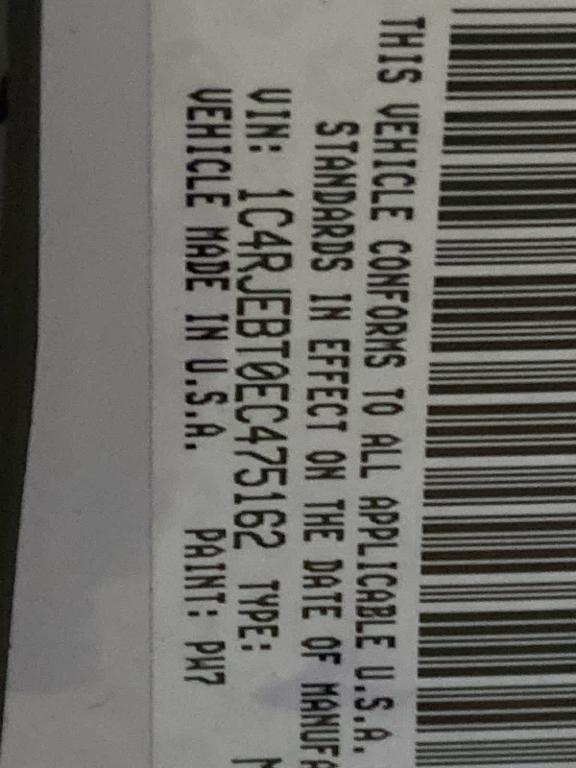 THIS VEHICLE CONFORMS TO ALL APPLICABLE U.S.A.
STANDARDS IN EFFECT ON THE DATE OF MANUFA
VIN: 1C4RJEBT0EC475162 TYPE:
VEHICLE MADE IN U.S.A. PAINT: PW7